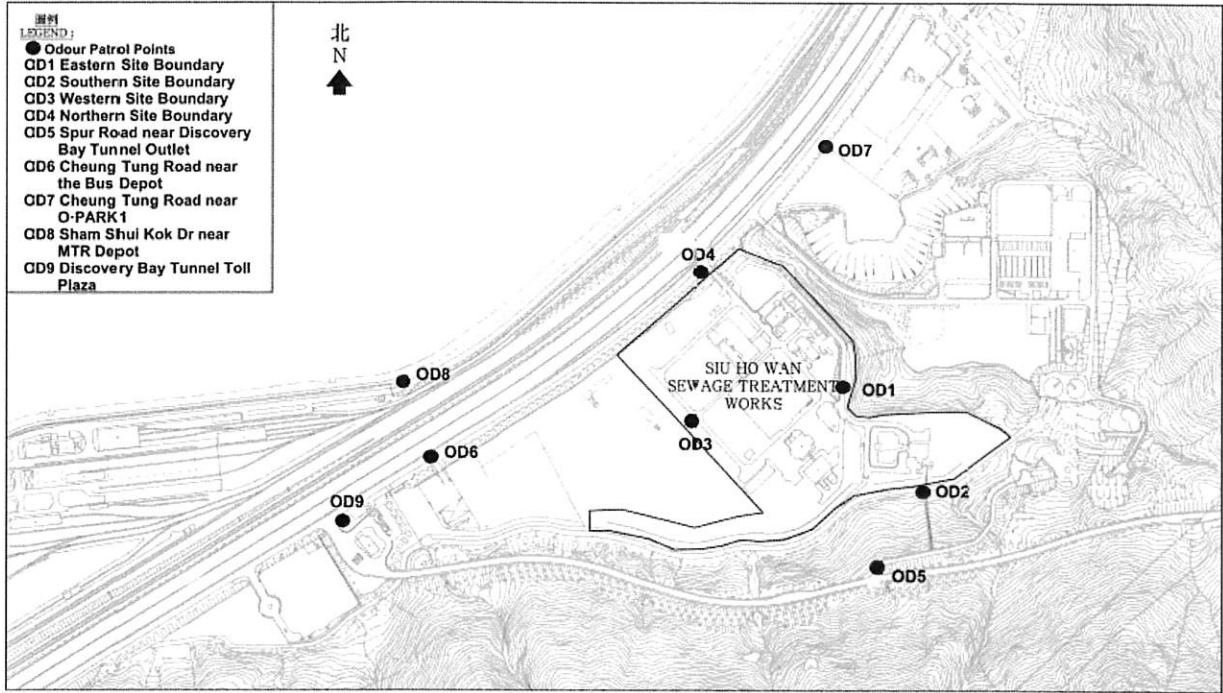 圖例
LEGEND :
Odour Patrol Points
OD1 Eastern Site Boundary
OD2 Southern Site Boundary
OD3 Western Site Boundary
OD4 Northern Site Boundary
OD5 Spur Road near Discovery
Bay Tunnel Outlet
OD6 Cheung Tung Road near
the Bus Depot
OD7 Cheung Tung Road near
O·PARK1
OD8 Sham Shui Kok Dr near
MTR Depot
OD9 Discovery Bay Tunnel Toll
Plaza
北
N
OD7
OD4
OD8
SIU HO WAN
SEWAGE TREATMENT
WORKS
OD1
OD3
OD6
OD2
OD9
OD5